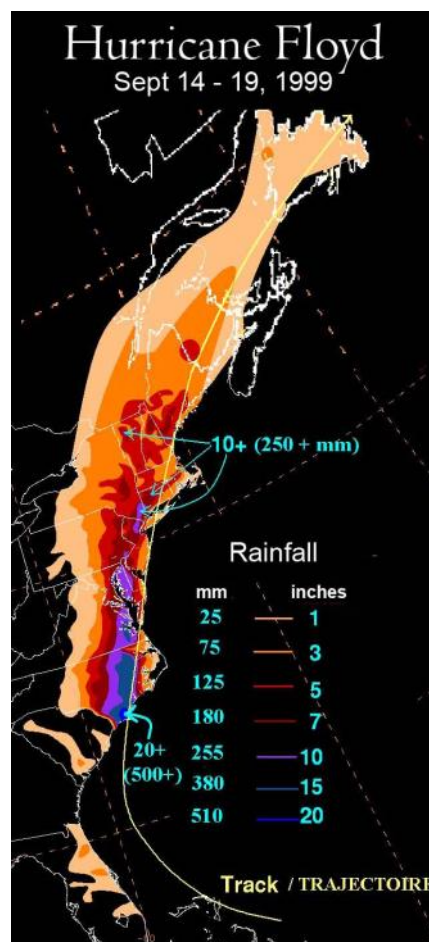 Hurricane Floyd
Sept 14 - 19, 1999
10+ (250 + mm)
Rainfall
mm inches
25 1
75 3
125 5
180 7
255 10
380 15
510 20
20+
(500+)
Track / TRAJECTOIRE